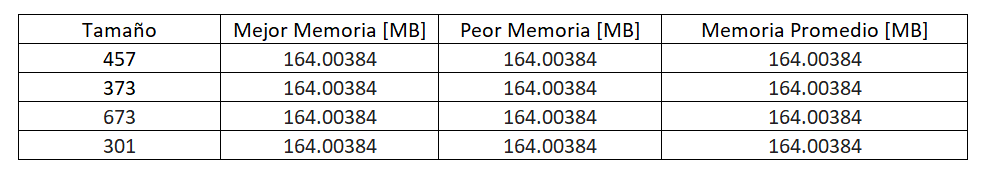 Tamaño Mejor Memoria [MB] Peor Memoria [MB] Memoria Promedio [MB]
457 164.00384 164.00384 164.00384
373 164.00384 164.00384 164.00384
673 164.00384 164.00384 164.00384
301 164.00384 164.00384 164.00384